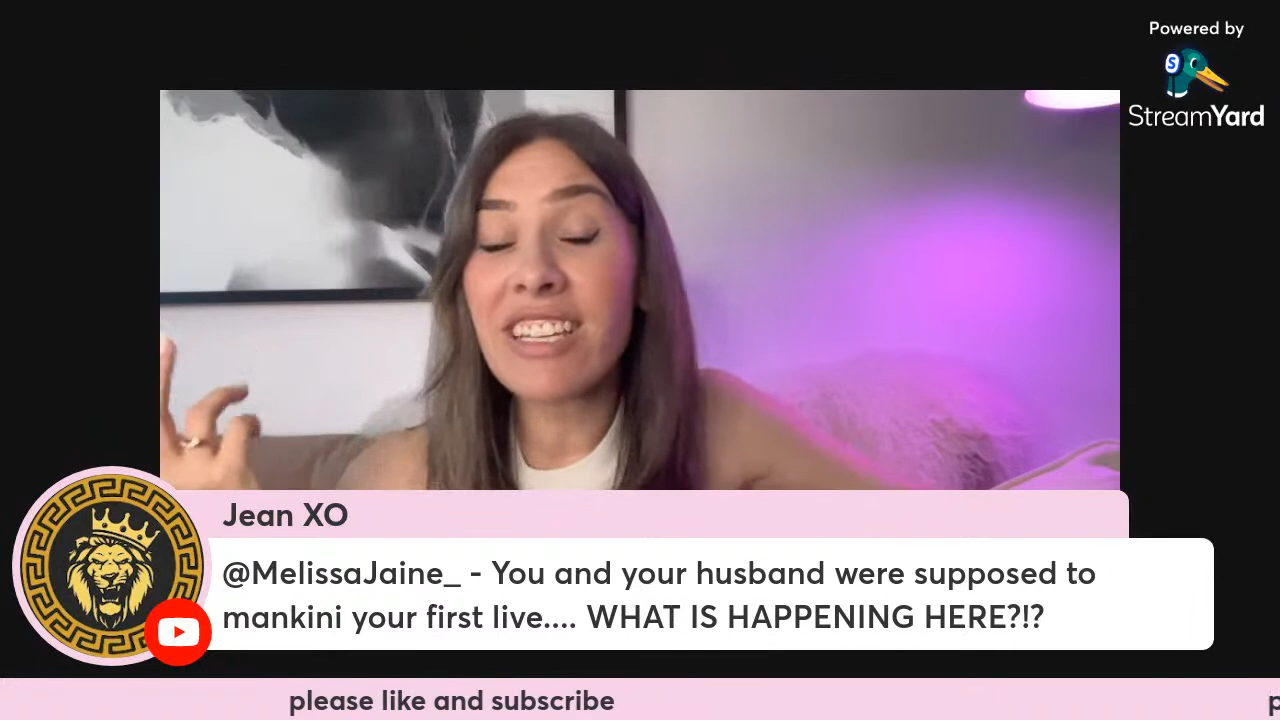 Powered by
S
StreamYard
Jean XO
@MelissaJaine_ - You and your husband were supposed to
mankini your first live.... WHAT IS HAPPENING HERE?!?
please like and subscribe